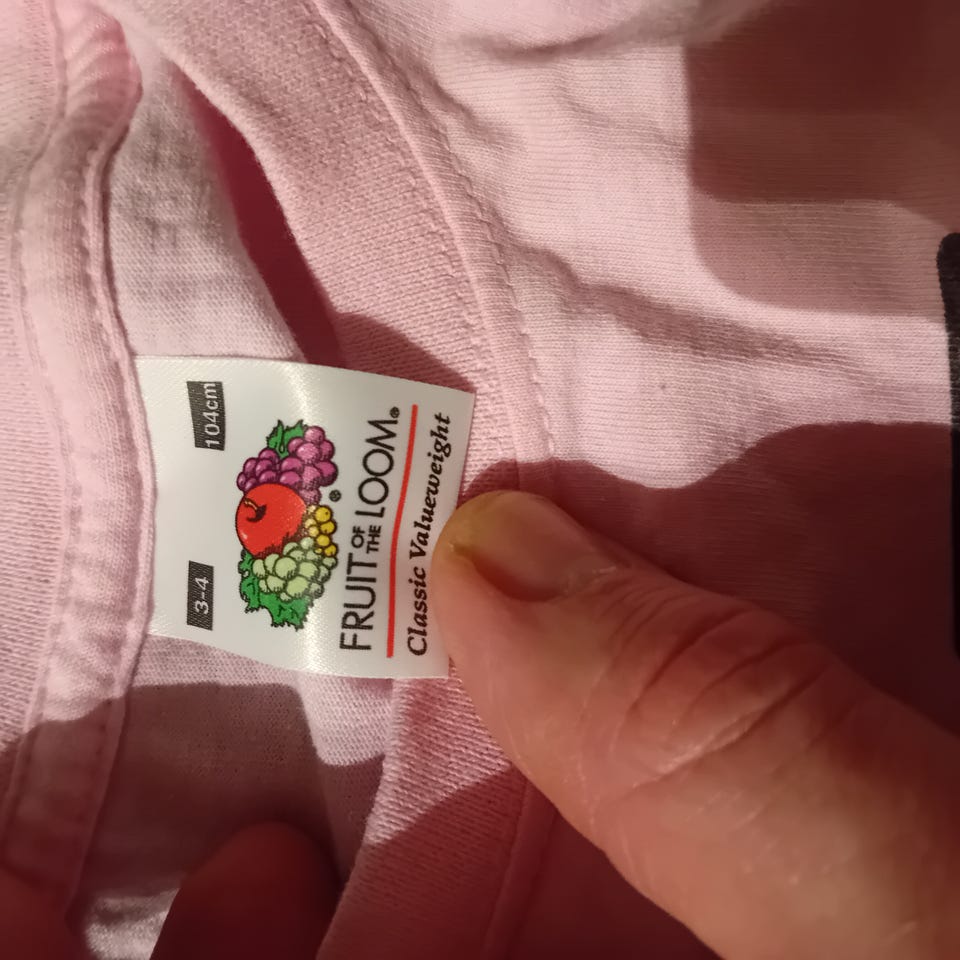 3-4 104cm
®
FRUIT OF THE LOOM®
Classic Valueweight